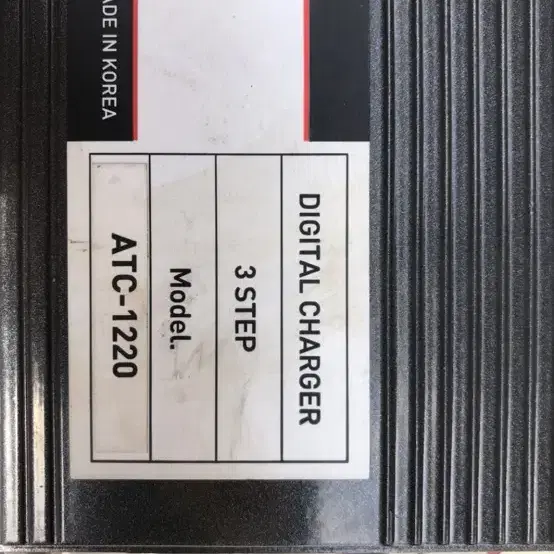 ADE IN KOREA
DIGITAL CHARGER
3 STEP
Model.
ATC-1220